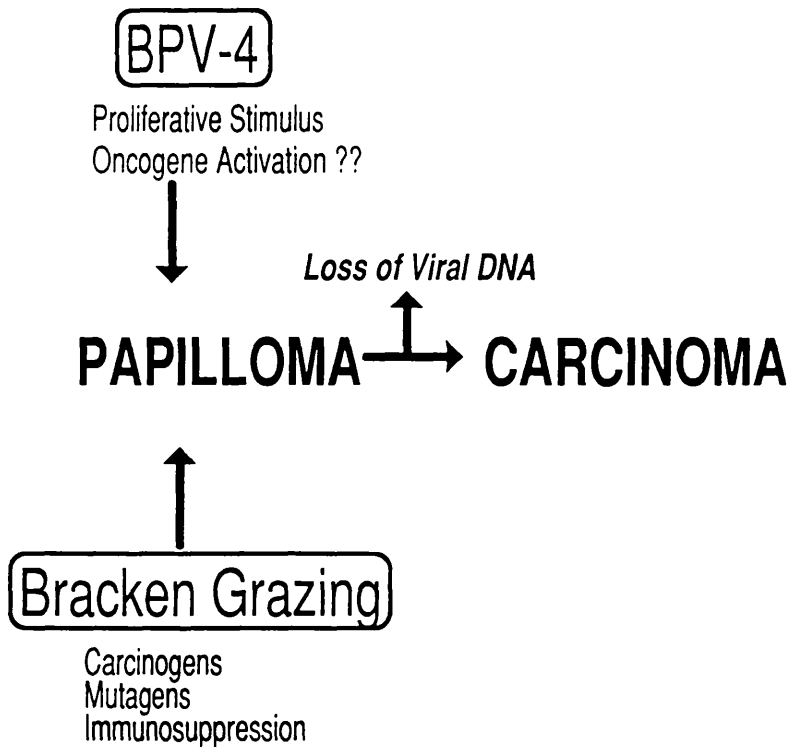 BPV-4
Proliferative Stimulus
Oncogene Activation ??
Loss of Viral DNA
PAPILLOMA
CARCINOMA
Bracken Grazing
Carcinogens
Mutagens
Immunosuppression